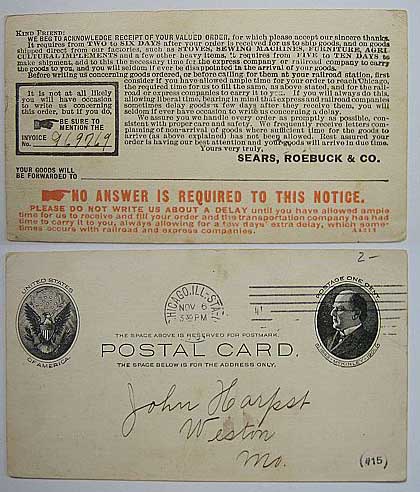 KIND FRIEND:
WE BEG TO ACKNOWLEDGE RECEIPT OF YOUR VALUED ORDER, for which please accept our sincere thanks.
It requires from TWO to SIX DAYS after your order is received for us to ship goods, and on goods
shipped direct from our factories, such as STOVES, SEWING MACHINES, FURNITURE, AGRI-
CULTURAL IMPLEMENTS and a few other heavy items, it requires from FIVE to TEN DAYS to
make shipment, add to this the necessary time for the express company or railroad company to carry
the goods to you, and you will seldom if ever be disappointed in the arrival of your goods.
Before writing us concerning goods ordered, or before calling for them at your railroad station, first
consider if you have allowed ample time for your order to reach Chicago,
the required time for us to fill the same, as above stated, and for the rail-
road or express companies to carry it to you. If you will always do this,
allowing liberal time, bearing in mind that express and railroad companies
sometimes delay goods a few days after they receive them, you will
seldom have occasion to write us concerning a delay.
We assure you we handle every order as promptly as possible, con-
sistent with proper care and safety. We frequently receive letters com-
plaining of non-arrival of goods where sufficient time for the goods to
arrive (as above explained) has not been allowed. Rest assured your
order is having our best attention and your goods will arrive in due time.
Yours very truly,
SEARS, ROEBUCK & CO.
It is not at all likely
you will have occasion
to write us concerning
this order, but if you do,
BE SURE TO
MENTION THE
INVOICE
No. 969769
YOUR GOODS WILL
BE FORWARDED TO
NO ANSWER IS REQUIRED TO THIS NOTICE.
PLEASE DO NOT WRITE US ABOUT A DELAY until you have allowed ample
time for us to receive and fill your order and the transportation company has had
time to carry it to you, always allowing for a few days' extra delay, which some-
times occurs with railroad and express companies.
2-
UNITED STATES
OF AMERICA
CHICAGO, ILL. STA.
NOV 6
3 30 PM
POSTAGE ONE CENT
THE SPACE ABOVE IS RESERVED FOR POSTMARK.
POSTAL CARD.
THE SPACE BELOW IS FOR THE ADDRESS ONLY.
John Harpst
Weston
Mo.
(#15)